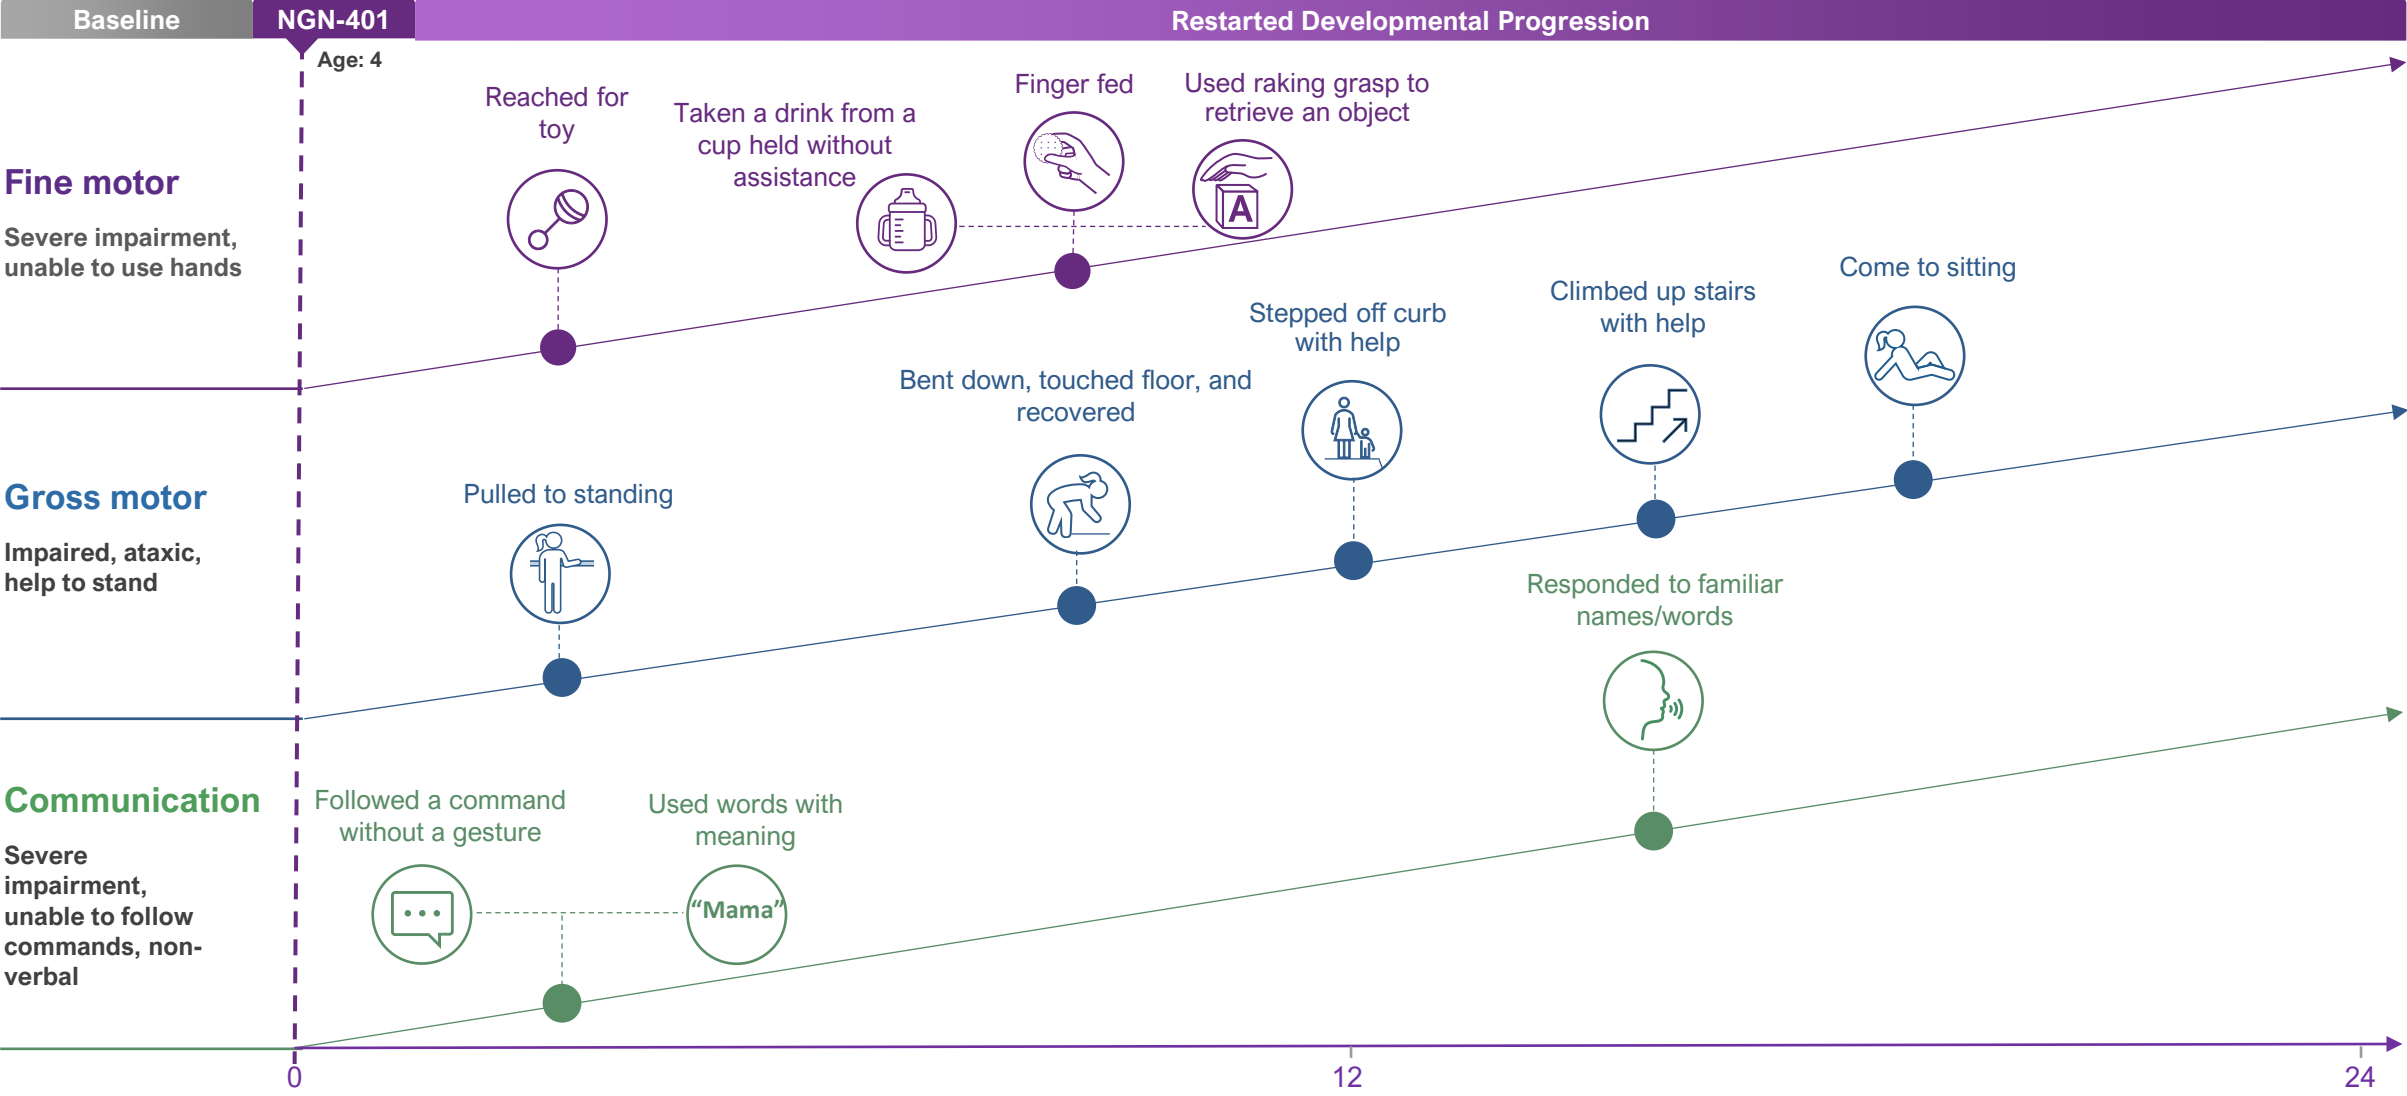 Baseline
NGN-401
Restarted Developmental Progression
Age: 4
Fine motor
Severe impairment,
unable to use hands
Reached for
toy
Taken a drink from a
cup held without
assistance
Finger fed
Used raking grasp to
retrieve an object
A
Gross motor
Impaired, ataxic,
help to stand
Pulled to standing
Bent down, touched floor, and
recovered
Stepped off curb
with help
Climbed up stairs
with help
Come to sitting
Communication
Severe
impairment,
unable to follow
commands, non-
verbal
Followed a command
without a gesture
Used words with
meaning
“Mama”
Responded to familiar
names/words
0
12
24